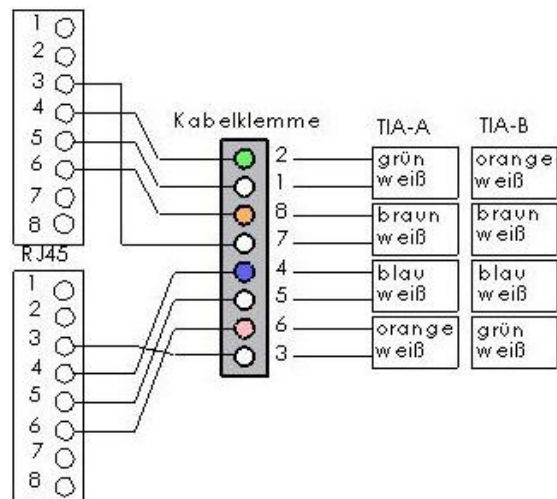 1
2
3
4
5
6
7
8
RJ45
1
2
3
4
5
6
7
8
Kabelklemme
2
1
8
7
4
5
6
3
TIA-A
grün
weiß
braun
weiß
blau
weiß
orange
weiß
TIA-B
orange
weiß
braun
weiß
blau
weiß
grün
weiß